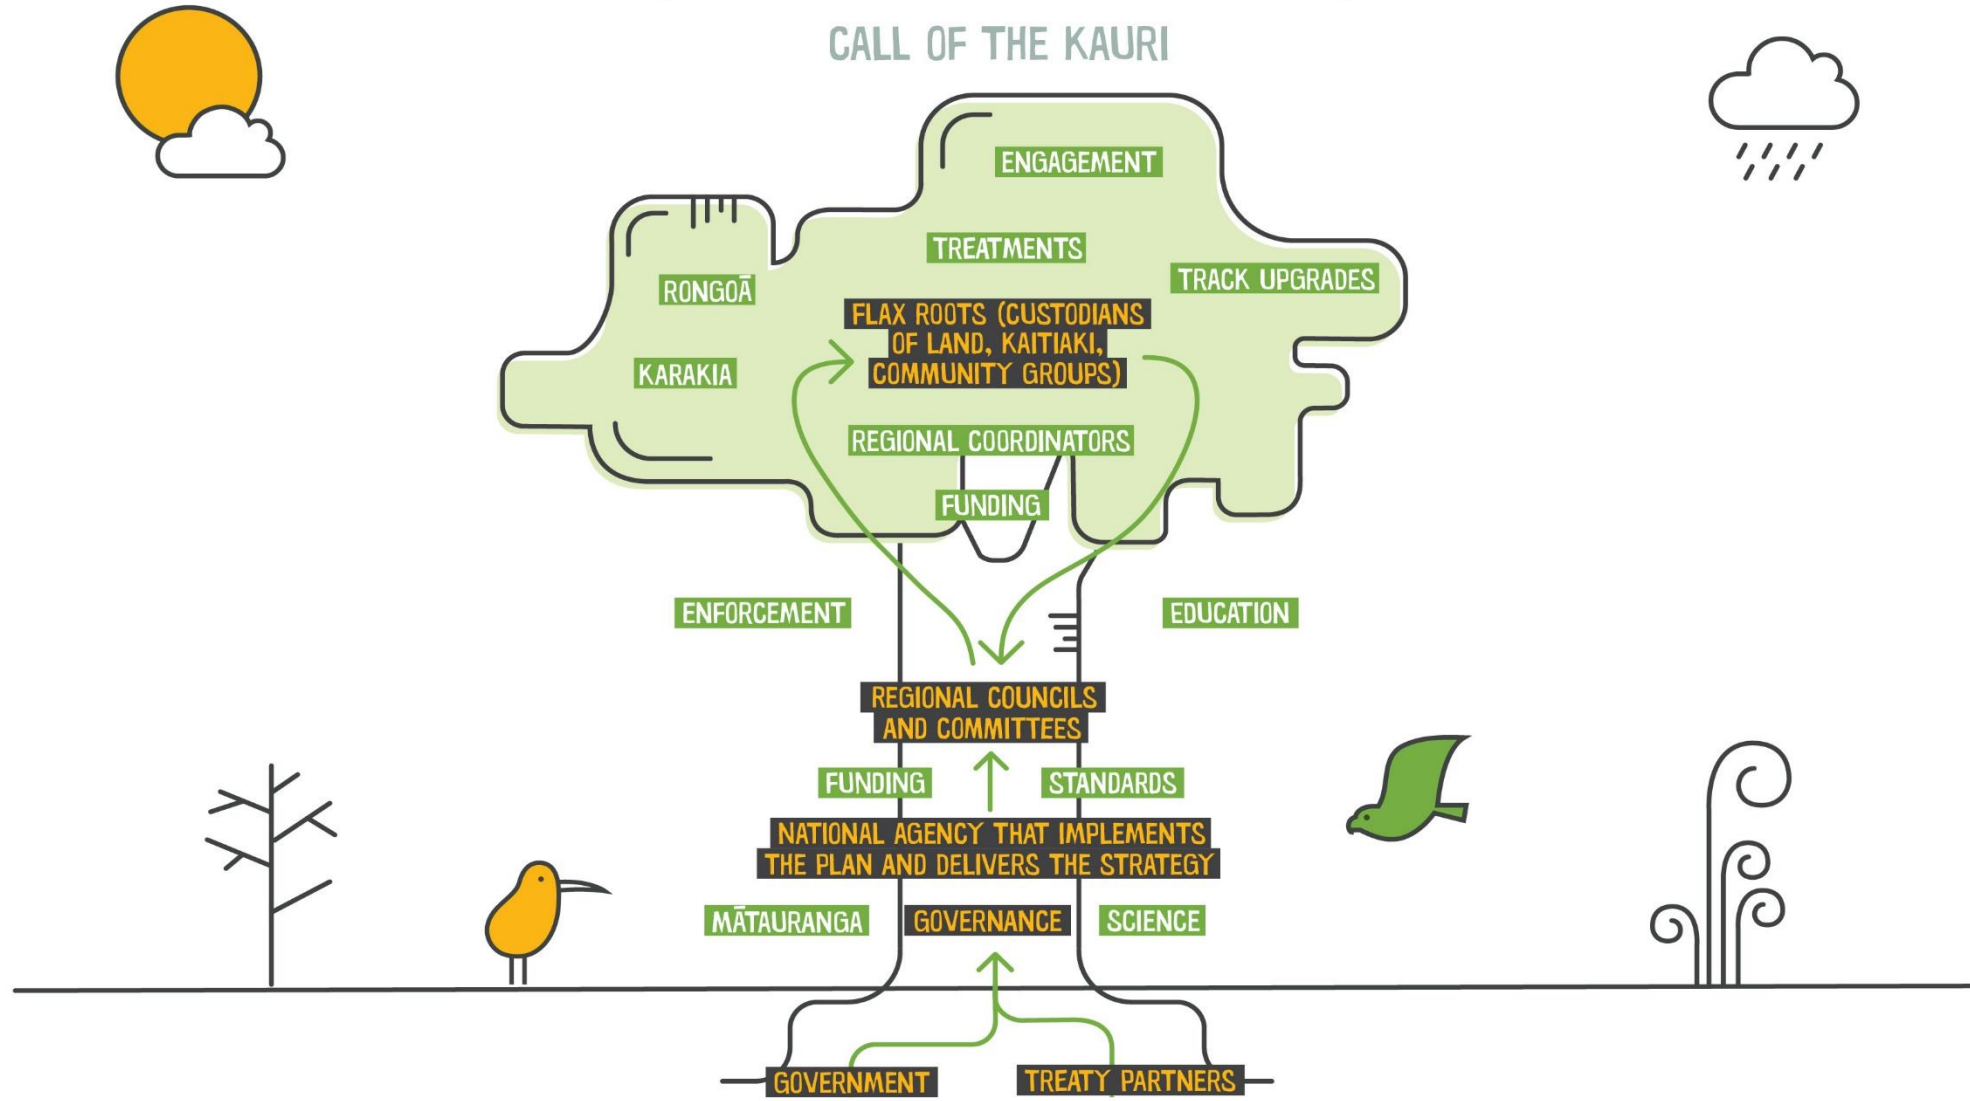 CALL OF THE KAURI
ENGAGEMENT
TREATMENTS
TRACK UPGRADES
RONGOĀ
FLAX ROOTS (CUSTODIANS
OF LAND, KAITIAKI,
COMMUNITY GROUPS)
KARAKIA
REGIONAL COORDINATORS
FUNDING
ENFORCEMENT
EDUCATION
REGIONAL COUNCILS
AND COMMITTEES
FUNDING
STANDARDS
NATIONAL AGENCY THAT IMPLEMENTS
THE PLAN AND DELIVERS THE STRATEGY
MĀTAURANGA
GOVERNANCE
SCIENCE
GOVERNMENT
TREATY PARTNERS